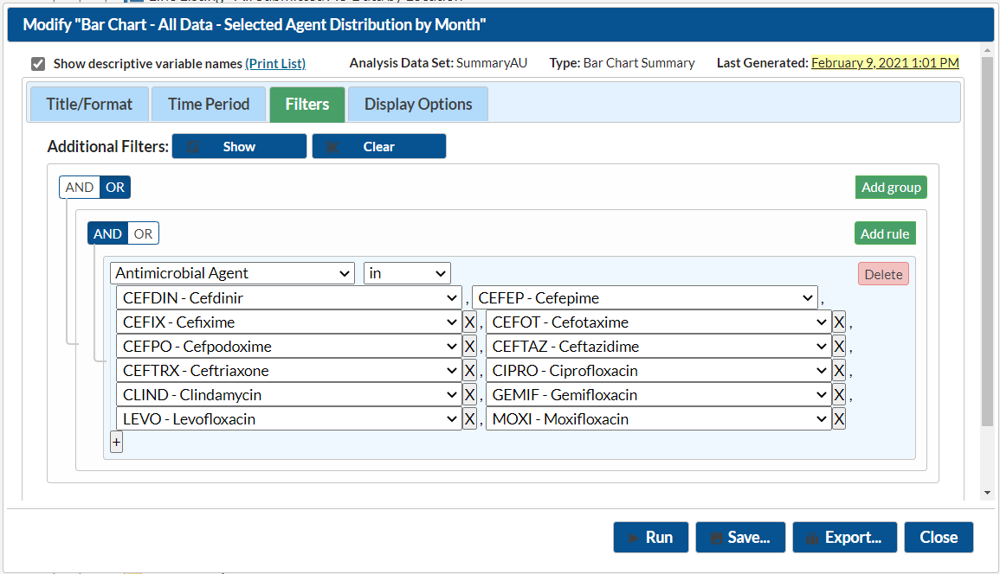 Modify "Bar Chart - All Data - Selected Agent Distribution by Month"
Show descriptive variable names (Print List) Analysis Data Set: SummaryAU Type: Bar Chart Summary Last Generated: February 9, 2021 1:01 PM
Title/Format Time Period Filters Display Options
Additional Filters: Show Clear
AND OR Add group
AND OR Add rule
Antimicrobial Agent in Delete
CEFDIN - Cefdinir , CEFEP - Cefepime ,
CEFIX - Cefixime X , CEFOT - Cefotaxime X ,
CEFPO - Cefpodoxime X , CEFTAZ - Ceftazidime X ,
CEFTRX - Ceftriaxone X , CIPRO - Ciprofloxacin X ,
CLIND - Clindamycin X , GEMIF - Gemifloxacin X ,
LEVO - Levofloxacin X , MOXI - Moxifloxacin X
+
Run Save... Export... Close